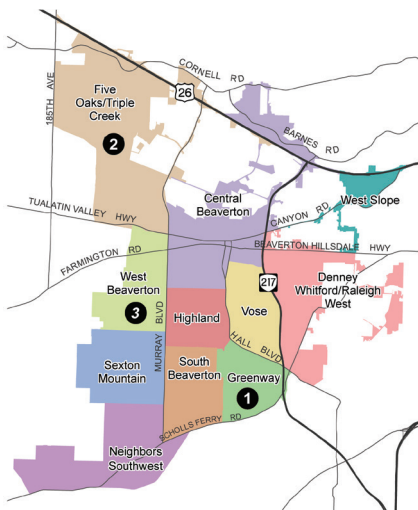 CORNELL RD
185TH AVE
Five
Oaks/Triple
Creek
26
2
BARNES RD
Central
Beaverton
CANYON RD
West Slope
TUALATIN VALLEY HWY
BEAVERTON HILLSDALE HWY
FARMINGTON RD
West
Beaverton
3
217
Denney
Whitford/Raleigh
West
MURRAY BLVD
Highland
Vose
HALL BLVD
Sexton
Mountain
South
Beaverton
Greenway
1
SCHOLLS FERRY RD
Neighbors
Southwest